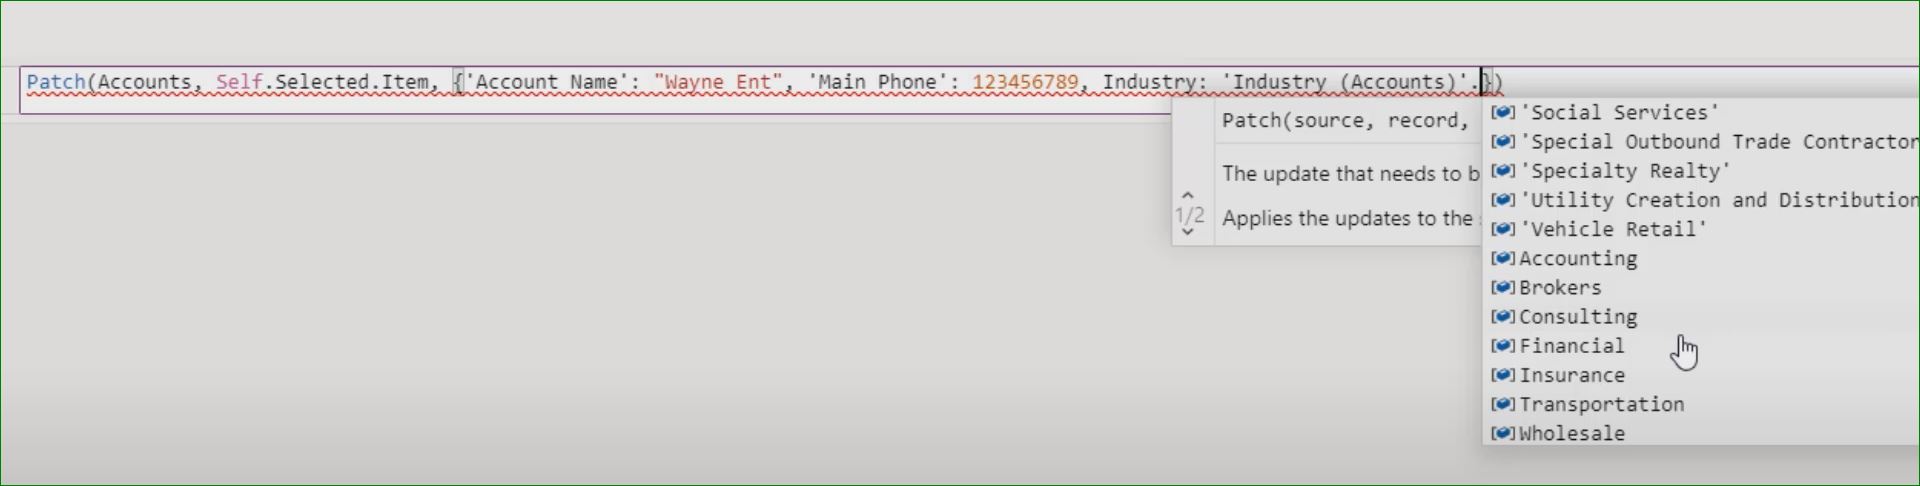 Patch(Accounts, Self.Selected.Item, {'Account Name': "Wayne Ent", 'Main Phone': 123456789, Industry: 'Industry (Accounts)'.})
Patch(source, record,
The update that needs to b
1/2
Applies the updates to the
'Social Services'
'Special Outbound Trade Contractor
'Specialty Realty'
'Utility Creation and Distribution
'Vehicle Retail'
Accounting
Brokers
Consulting
Financial
Insurance
Transportation
Wholesale